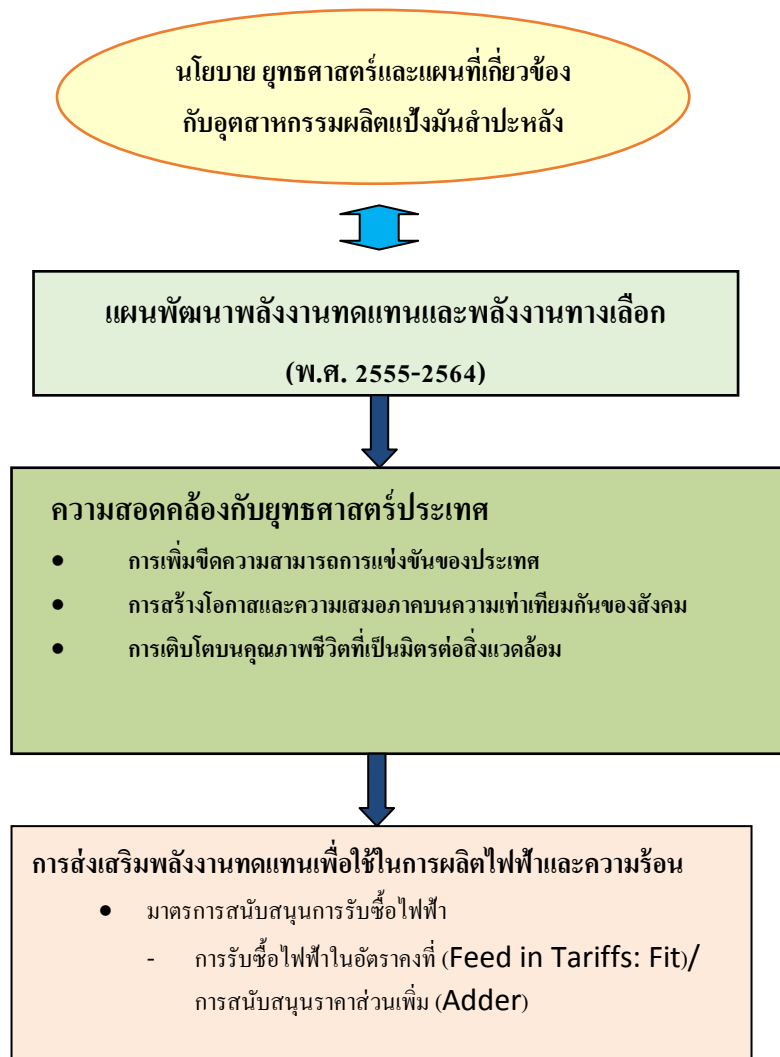 นโยบาย ยุทธศาสตร์และแผนที่เกี่ยวข้อง
กับอุตสาหกรรมผลิตแป้งมันสำปะหลัง
แผนพัฒนาพลังงานทดแทนและพลังงานทางเลือก
(พ.ศ. 2555-2564)
ความสอดคล้องกับยุทธศาสตร์ประเทศ
● การเพิ่มขีดความสามารถการแข่งขันของประเทศ
● การสร้างโอกาสและความเสมอภาคบนความเท่าเทียมกันของสังคม
● การเติบโตบนคุณภาพชีวิตที่เป็นมิตรต่อสิ่งแวดล้อม
การส่งเสริมพลังงานทดแทนเพื่อใช้ในการผลิตไฟฟ้าและความร้อน
● มาตรการสนับสนุนการรับซื้อไฟฟ้า
- การรับซื้อไฟฟ้าในอัตราคงที่ (Feed in Tariffs: Fit)/
การสนับสนุนราคาส่วนเพิ่ม (Adder)